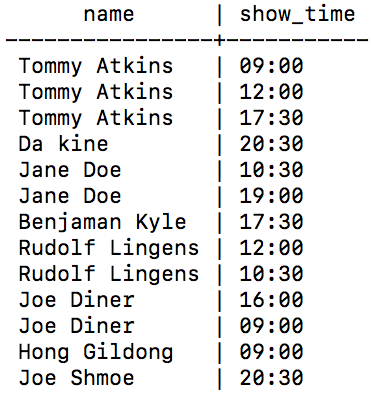 name | show_time
----------------+-----------
Tommy Atkins | 09:00
Tommy Atkins | 12:00
Tommy Atkins | 17:30
Da kine | 20:30
Jane Doe | 10:30
Jane Doe | 19:00
Benjaman Kyle | 17:30
Rudolf Lingens | 12:00
Rudolf Lingens | 10:30
Joe Diner | 16:00
Joe Diner | 09:00
Hong Gildong | 09:00
Joe Shmoe | 20:30